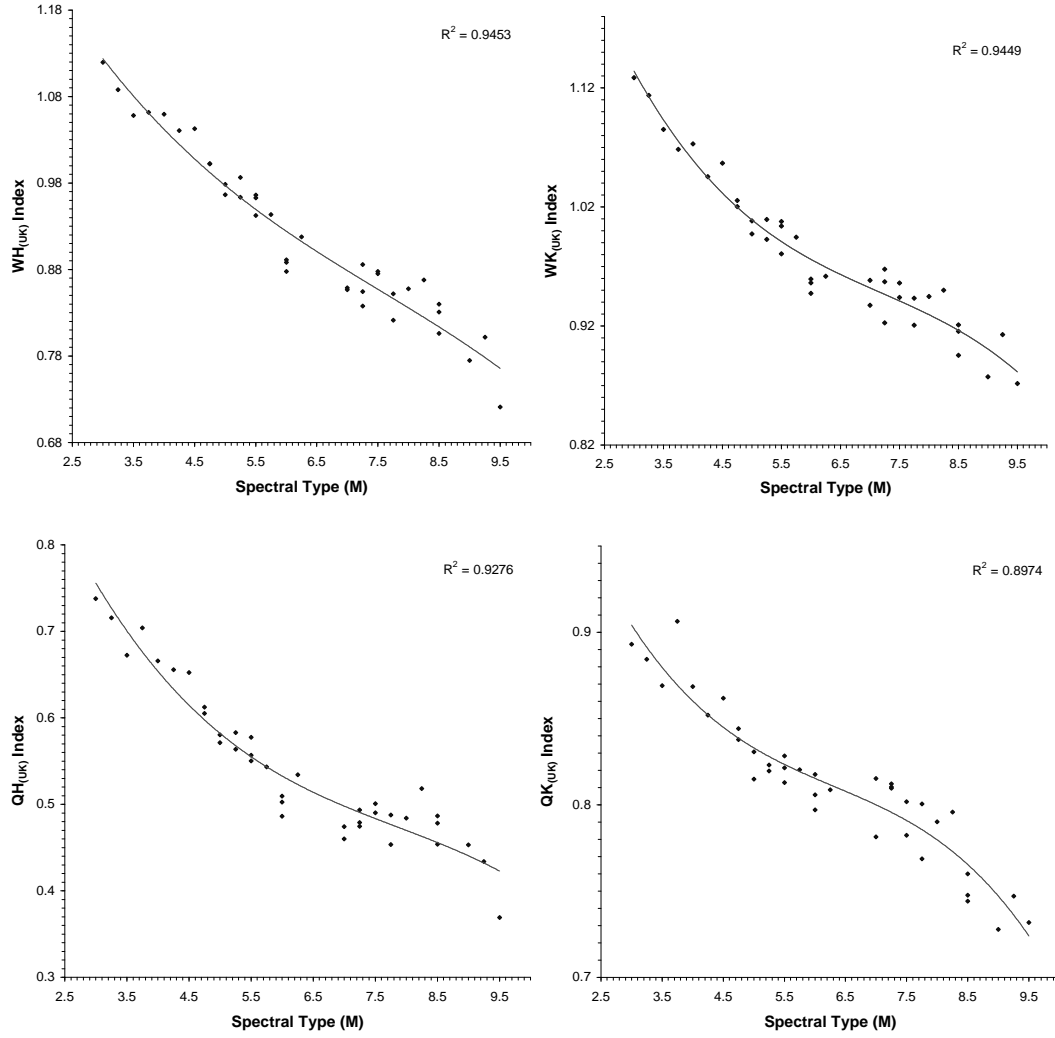 1.18
1.08
0.98
0.88
0.78
0.68
2.5 3.5 4.5 5.5 6.5 7.5 8.5 9.5
Spectral Type (M)
WH(UK) Index
R2 = 0.9453
1.12
1.02
0.92
0.82
2.5 3.5 4.5 5.5 6.5 7.5 8.5 9.5
Spectral Type (M)
WK(UK) Index
R2 = 0.9449
0.8
0.7
0.6
0.5
0.4
0.3
2.5 3.5 4.5 5.5 6.5 7.5 8.5 9.5
Spectral Type (M)
QH(UK) Index
R2 = 0.9276
0.9
0.8
0.7
2.5 3.5 4.5 5.5 6.5 7.5 8.5 9.5
Spectral Type (M)
QK(UK) Index
R2 = 0.8974